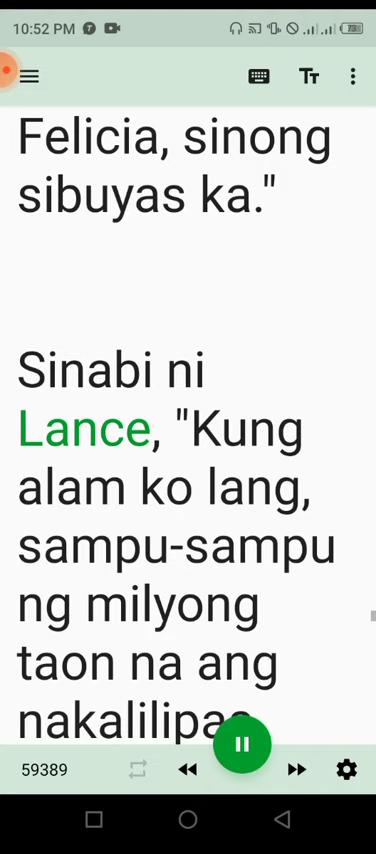 10:52 PM
Felicia, sinong
sibuyas ka."
Sinabi ni
Lance, "Kung
alam ko lang,
sampu-sampu
ng milyong
taon na ang
nakalilipas
59389